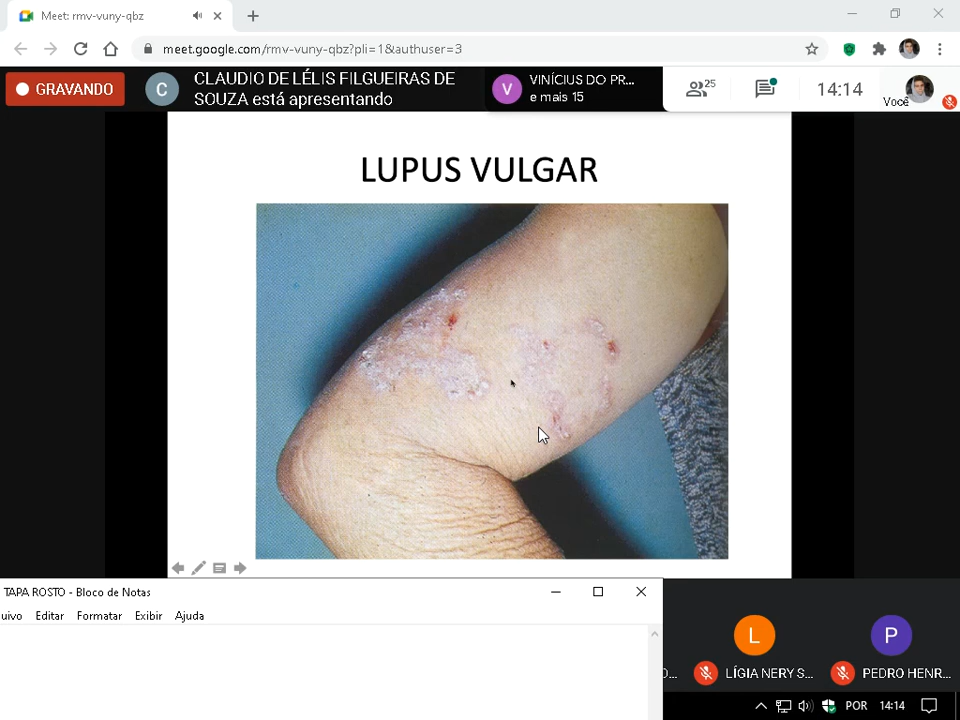 Meet: rmv-vuny-qbz
meet.google.com/rmv-vuny-qbz?pli=1&authuser=3
GRAVANDO
C
CLAUDIO DE LÉLIS FILGUEIRAS DE
SOUZA está apresentando
V
VINÍCIUS DO PR...
e mais 15
25
14:14
Você
LUPUS VULGAR
TAPA ROSTO - Bloco de Notas
uivo Editar Formatar Exibir Ajuda
L
P
O...
LÍGIA NERY S...
PEDRO HENR...
POR
14:14